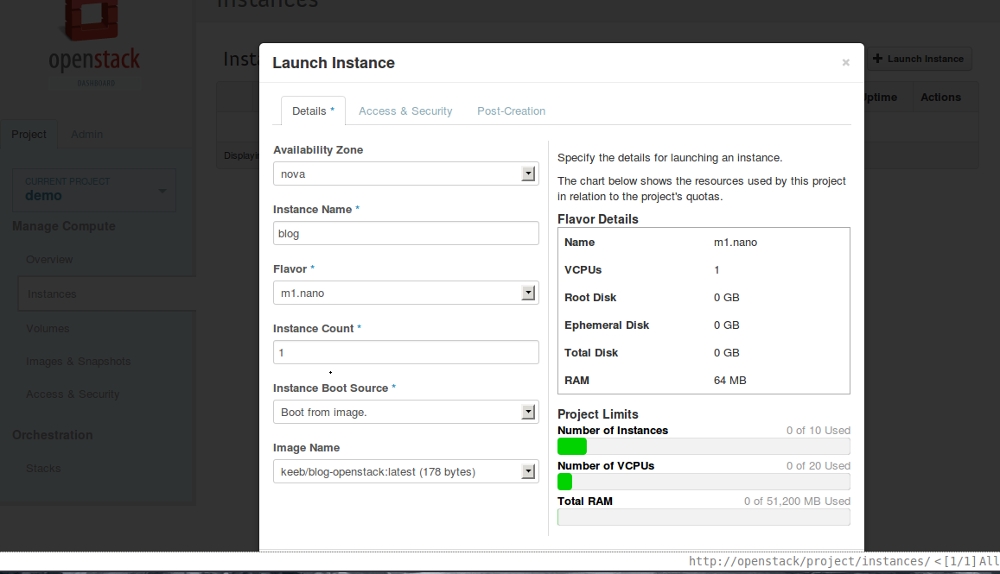 Instances
openstack
DASHBOARD
Project
Admin
CURRENT PROJECT
demo
Manage Compute
Overview
Instances
Volumes
Images & Snapshots
Access & Security
Orchestration
Stacks
Insta
+ Launch Instance
Uptime
Actions
Launch Instance
×
Details *
Access & Security
Post-Creation
Availability Zone
nova
Instance Name *
blog
Flavor *
m1.nano
Instance Count *
1
Instance Boot Source *
Boot from image.
Image Name
keeb/blog-openstack:latest (178 bytes)
Specify the details for launching an instance.
The chart below shows the resources used by this project
in relation to the project's quotas.
Flavor Details
Name m1.nano
VCPUs 1
Root Disk 0 GB
Ephemeral Disk 0 GB
Total Disk 0 GB
RAM 64 MB
Project Limits
Number of Instances 0 of 10 Used
Number of VCPUs 0 of 20 Used
Total RAM 0 of 51,200 MB Used
http://openstack/project/instances/ <[1/1]All